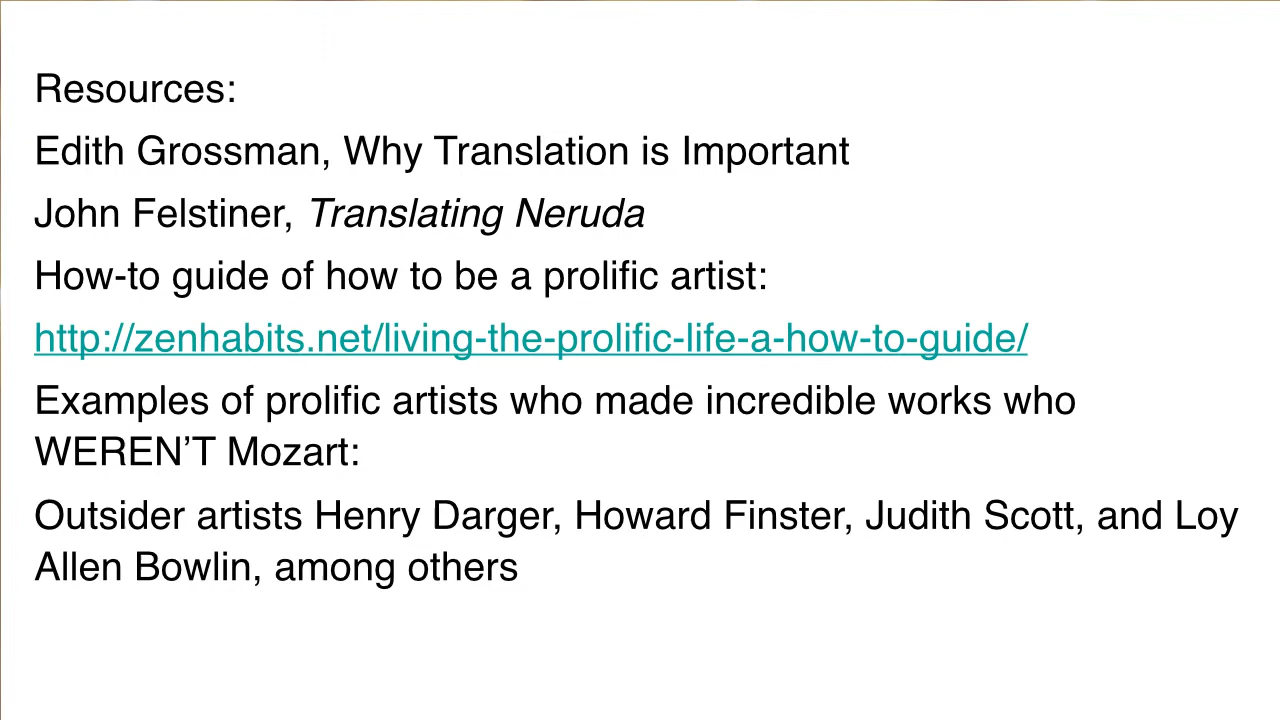 Resources:
Edith Grossman, Why Translation is Important
John Felstiner, Translating Neruda
How-to guide of how to be a prolific artist:
http://zenhabits.net/living-the-prolific-life-a-how-to-guide/
Examples of prolific artists who made incredible works who
WEREN’T Mozart:
Outsider artists Henry Darger, Howard Finster, Judith Scott, and Loy
Allen Bowlin, among others